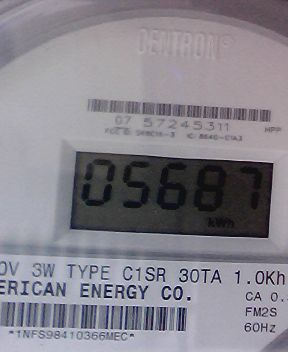 CENTRON®
07 57245311
HPP
05687
kWh
0V 3W TYPE C1SR 30TA 1.0Kh
ERICAN ENERGY CO.
CA 0.
FM2S
60Hz
*1NFS98410366MEC*